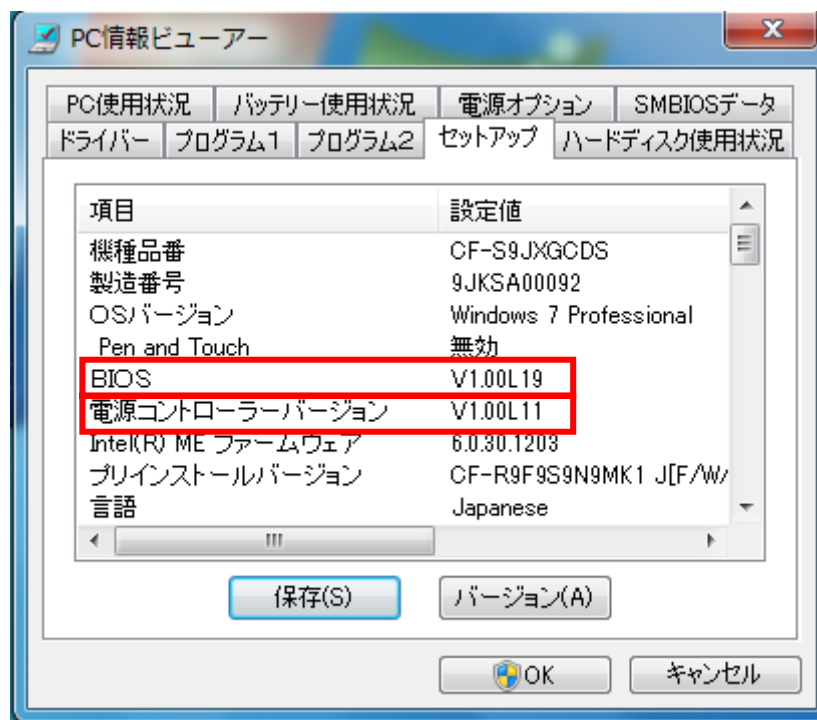 PC情報ビューアー
x
PC使用状況 バッテリー使用状況 電源オプション SMBIOSデータ
ドライバー プログラム1 プログラム2 セットアップ ハードディスク使用状況
項目 設定値
機種品番 CF-S9JXGCDS
製造番号 9JKSA00092
OSバージョン Windows 7 Professional
Pen and Touch 無効
BIOS V1.00L19
電源コントローラーバージョン V1.00L11
Intel(R) ME ファームウェア 6.0.30.1203
プリインストールバージョン CF-R9F9S9N9MK1 J[F/W/
言語 Japanese
保存(S) バージョン(A)
OK キャンセル